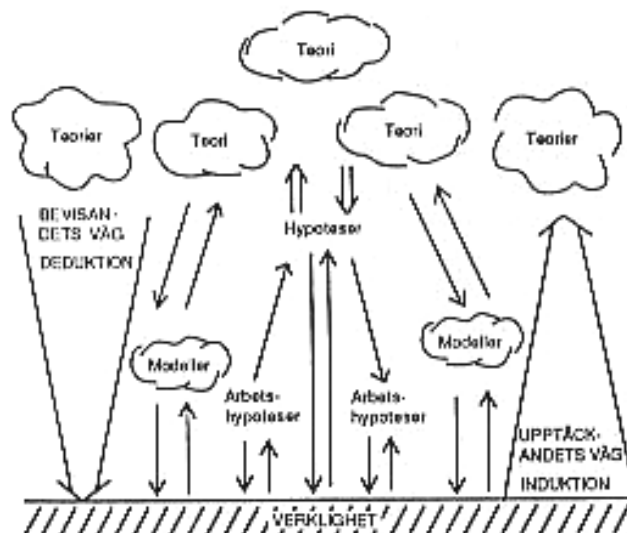 Teori
Teorier
Teori
Teori
Teorier
BEVISAN-
DETS VÄG
DEDUKTION
Hypoteser
Modeller
Modeller
Arbets-
hypoteser
Arbets-
hypoteser
UPPTÄCK-
ANDETS VÄG
INDUKTION
VERKLIGHET